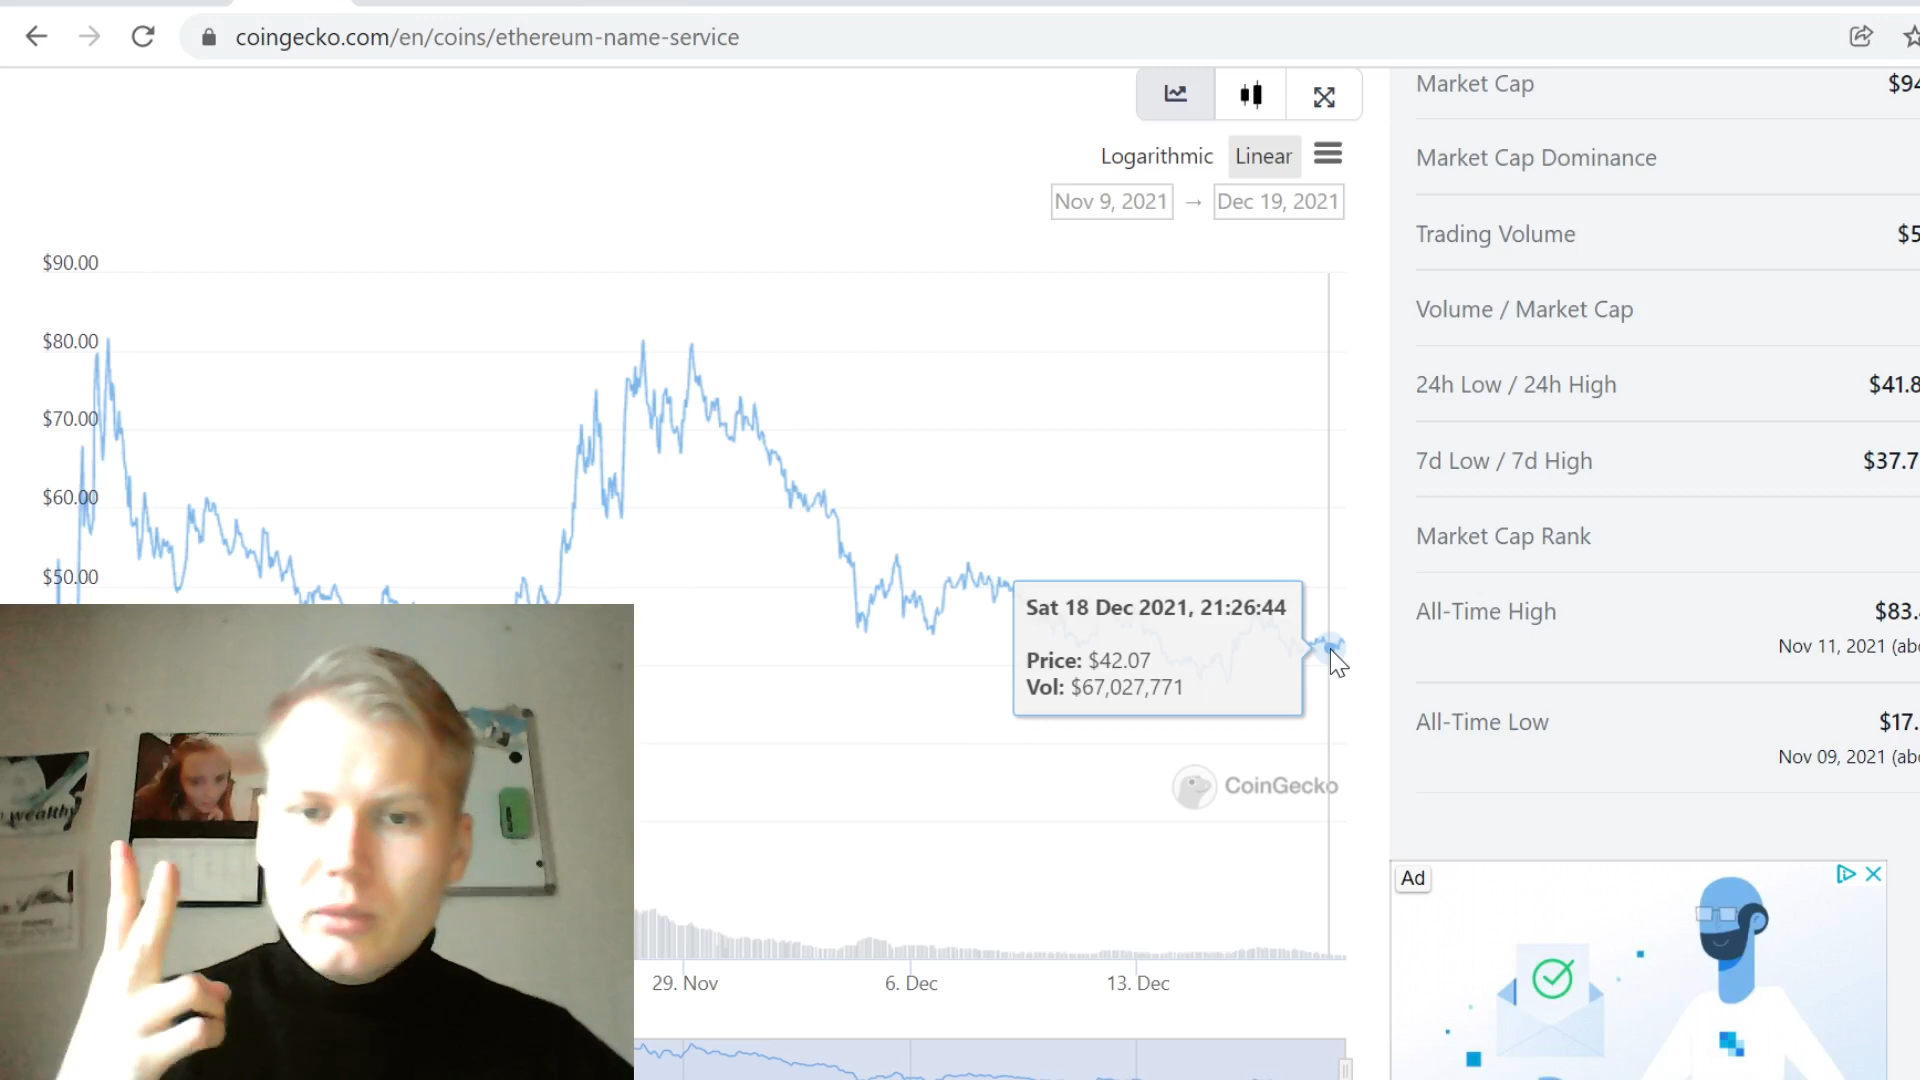 coingecko.com/en/coins/ethereum-name-service
Logarithmic Linear
Nov 9, 2021 → Dec 19, 2021
$90.00
$80.00
$70.00
$60.00
$50.00
Sat 18 Dec 2021, 21:26:44
Price: $42.07
Vol: $67,027,771
CoinGecko
29. Nov
6. Dec
13. Dec
Market Cap $94
Market Cap Dominance
Trading Volume $5
Volume / Market Cap
24h Low / 24h High $41.8
7d Low / 7d High $37.7
Market Cap Rank
All-Time High $83.
Nov 11, 2021 (abo
All-Time Low $17.
Nov 09, 2021 (abo
Ad
wealthy